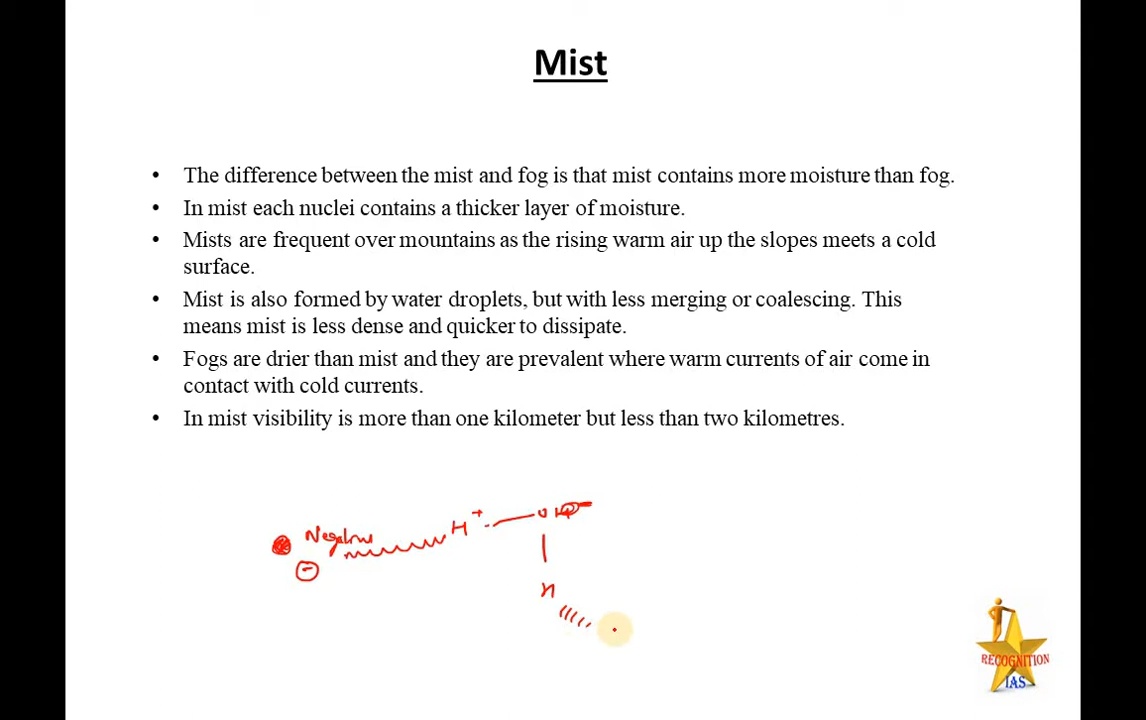 Mist
• The difference between the mist and fog is that mist contains more moisture than fog.
• In mist each nuclei contains a thicker layer of moisture.
• Mists are frequent over mountains as the rising warm air up the slopes meets a cold
surface.
• Mist is also formed by water droplets, but with less merging or coalescing. This
means mist is less dense and quicker to dissipate.
• Fogs are drier than mist and they are prevalent where warm currents of air come in
contact with cold currents.
• In mist visibility is more than one kilometer but less than two kilometres.
H+
−
RECOGNITION
IAS